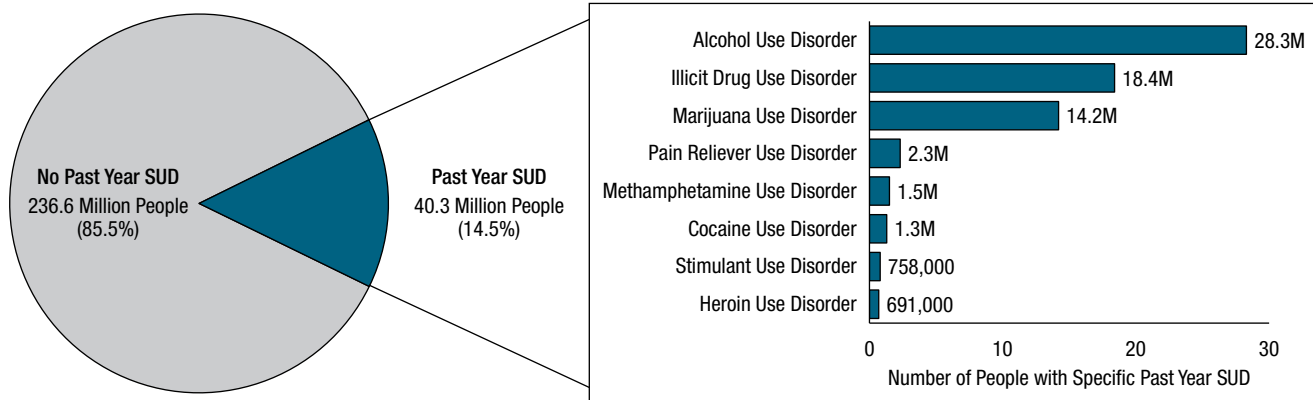 No Past Year SUD
236.6 Million People
(85.5%)
Past Year SUD
40.3 Million People
(14.5%)
Alcohol Use Disorder 28.3M
Illicit Drug Use Disorder 18.4M
Marijuana Use Disorder 14.2M
Pain Reliever Use Disorder 2.3M
Methamphetamine Use Disorder 1.5M
Cocaine Use Disorder 1.3M
Stimulant Use Disorder 758,000
Heroin Use Disorder 691,000
0 10 20 30
Number of People with Specific Past Year SUD